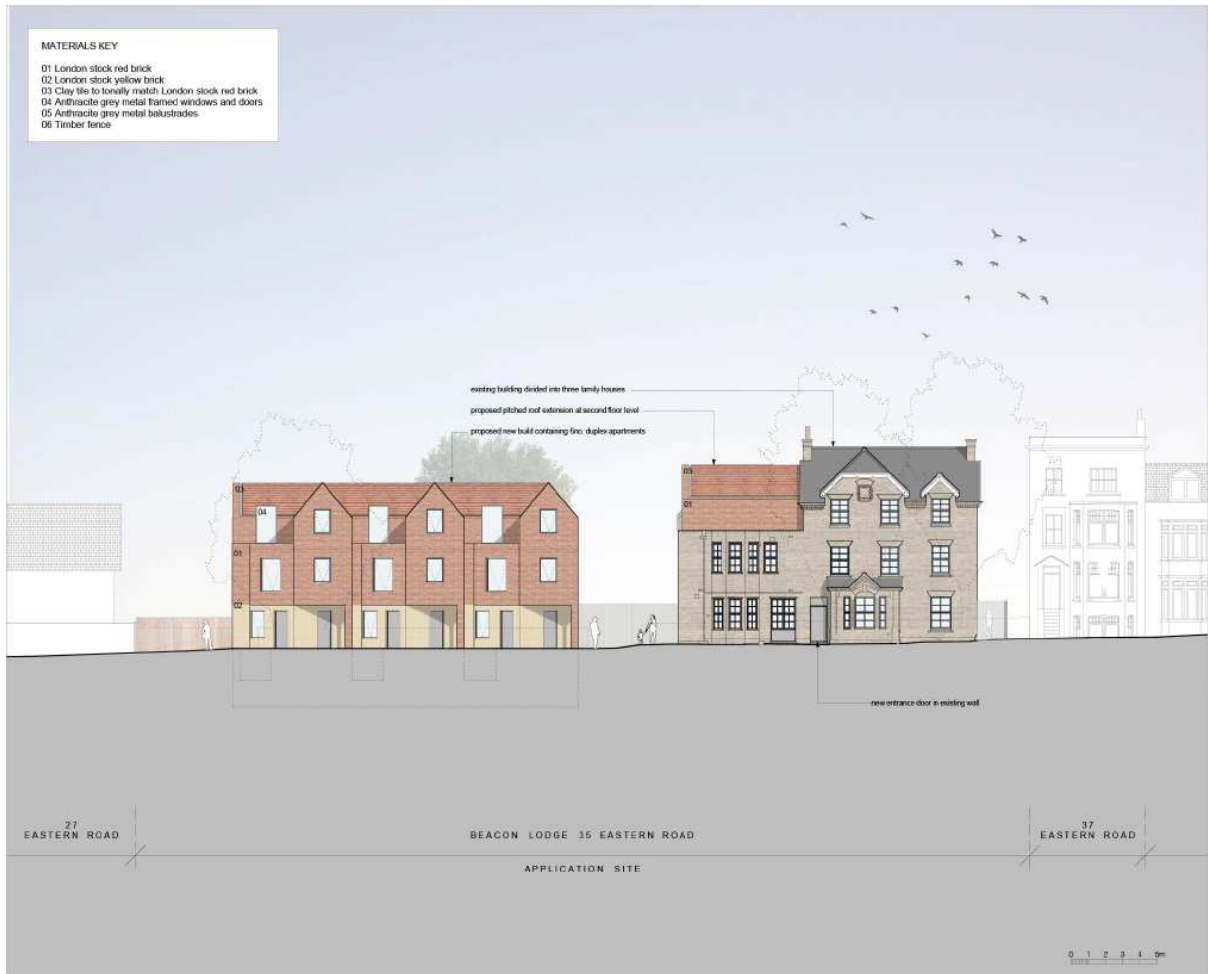 MATERIALS KEY
01 London stock red brick
02 London stock yellow brick
03 Clay tile to tonally match London stock red brick
04 Anthracite grey metal framed windows and doors
05 Anthracite grey metal balustrades
06 Timber fence
existing building divided into three family houses
proposed pitched roof extension at second floor level
proposed new build containing 6no. duplex apartments
03
01
03
04
01
02
new entrance door in existing wall
27
EASTERN ROAD
BEACON LODGE 35 EASTERN ROAD
37
EASTERN ROAD
APPLICATION SITE
0 1 2 3 4 5m